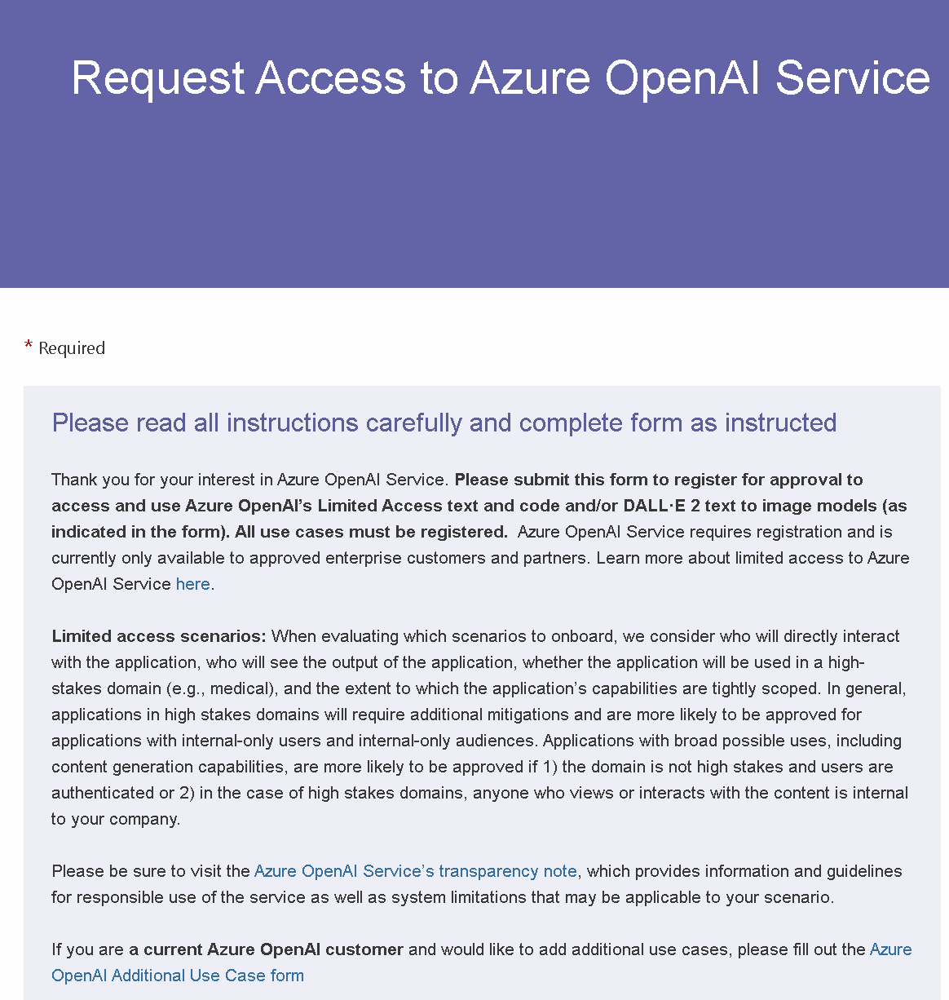 Request Access to Azure OpenAI Service
* Required
Please read all instructions carefully and complete form as instructed
Thank you for your interest in Azure OpenAI Service. Please submit this form to register for approval to
access and use Azure OpenAI’s Limited Access text and code and/or DALL·E 2 text to image models (as
indicated in the form). All use cases must be registered.  Azure OpenAI Service requires registration and is
currently only available to approved enterprise customers and partners. Learn more about limited access to Azure
OpenAI Service here.
Limited access scenarios: When evaluating which scenarios to onboard, we consider who will directly interact
with the application, who will see the output of the application, whether the application will be used in a high-
stakes domain (e.g., medical), and the extent to which the application’s capabilities are tightly scoped. In general,
applications in high stakes domains will require additional mitigations and are more likely to be approved for
applications with internal-only users and internal-only audiences. Applications with broad possible uses, including
content generation capabilities, are more likely to be approved if 1) the domain is not high stakes and users are
authenticated or 2) in the case of high stakes domains, anyone who views or interacts with the content is internal
to your company.
Please be sure to visit the Azure OpenAI Service’s transparency note, which provides information and guidelines
for responsible use of the service as well as system limitations that may be applicable to your scenario.
If you are a current Azure OpenAI customer and would like to add additional use cases, please fill out the Azure
OpenAI Additional Use Case form